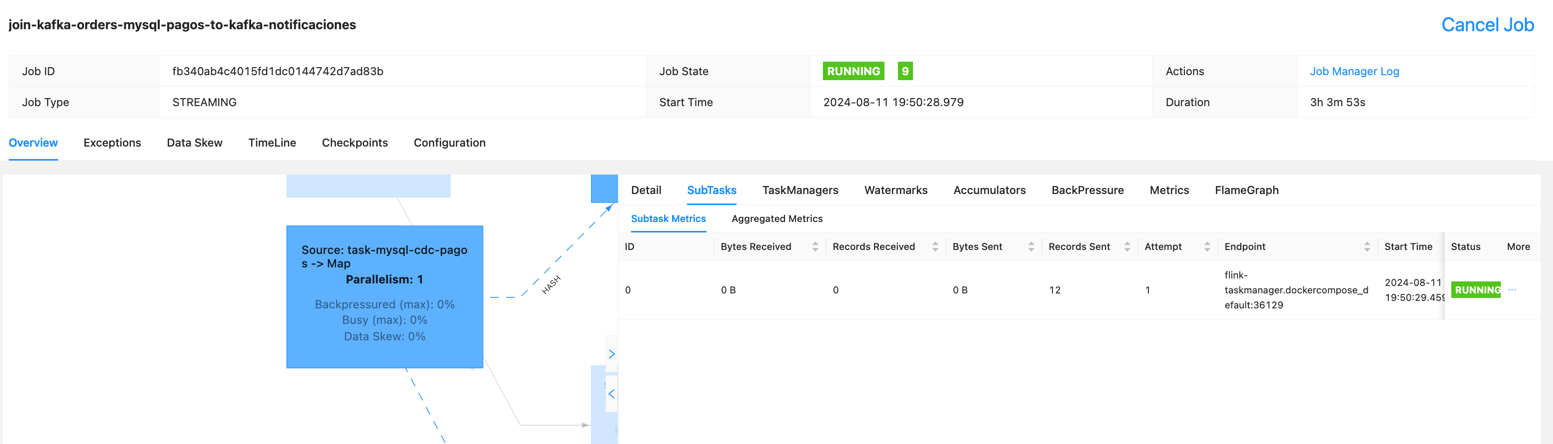 join-kafka-orders-mysql-pagos-to-kafka-notificaciones
Cancel Job
Job ID
fb340ab4c4015fd1dc0144742d7ad83b
Job State
RUNNING
9
Actions
Job Manager Log
Job Type
STREAMING
Start Time
2024-08-11 19:50:28.979
Duration
3h 3m 53s
Overview
Exceptions
Data Skew
TimeLine
Checkpoints
Configuration
Source: task-mysql-cdc-pago
s -> Map
Parallelism: 1
Backpressured (max): 0%
Busy (max): 0%
Data Skew: 0%
HASH
Detail
SubTasks
TaskManagers
Watermarks
Accumulators
BackPressure
Metrics
FlameGraph
Subtask Metrics
Aggregated Metrics
ID
Bytes Received
Records Received
Bytes Sent
Records Sent
Attempt
Endpoint
Start Time
Status
More
0
0 B
0
0 B
12
1
flink-
taskmanager.dockercompose_d
efault:36129
2024-08-11
19:50:29.459
RUNNING
...